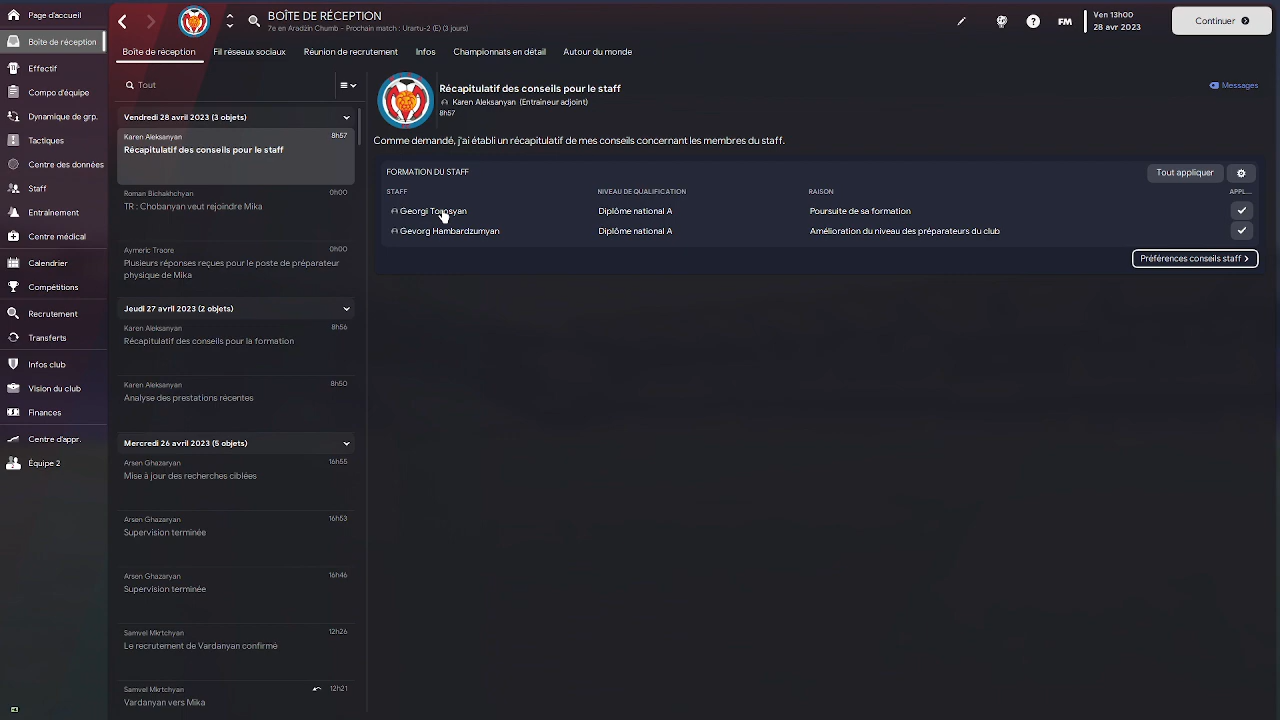 Page d'accueil
Boîte de réception
Effectif
Compo d'équipe
Dynamique de grp.
Tactiques
Centre des données
Staff
Entraînement
Centre médical
Calendrier
Compétitions
Recrutement
Transferts
Infos club
Vision du club
Finances
Centre d'appr.
Équipe 2
BOÎTE DE RÉCEPTION
7e en Aradzin Chumb - Prochain match : Urartu-2 (E) (3 jours)
FM
Ven 13h00
28 avr 2023
Continuer
Boîte de réception
Fil réseaux sociaux
Réunion de recrutement
Infos
Championnats en détail
Autour du monde
Tout
Vendredi 28 avril 2023 (3 objets)
Karen Aleksanyan 8h57
Récapitulatif des conseils pour le staff
Roman Bichakhchyan 0h00
TR : Chobanyan veut rejoindre Mika
Aymeric Traore 0h00
Plusieurs réponses reçues pour le poste de préparateur
physique de Mika
Jeudi 27 avril 2023 (2 objets)
Karen Aleksanyan 8h56
Récapitulatif des conseils pour la formation
Karen Aleksanyan 8h50
Analyse des prestations récentes
Mercredi 26 avril 2023 (5 objets)
Arsen Ghazaryan 16h55
Mise à jour des recherches ciblées
Arsen Ghazaryan 16h53
Supervision terminée
Arsen Ghazaryan 16h46
Supervision terminée
Samvel Mkrtchyan 12h26
Le recrutement de Vardanyan confirmé
Samvel Mkrtchyan 12h21
Vardanyan vers Mika
Récapitulatif des conseils pour le staff
Karen Aleksanyan (Entraîneur adjoint)
8h57
Messages
Comme demandé, j'ai établi un récapitulatif de mes conseils concernant les membres du staff.
FORMATION DU STAFF
Tout appliquer
STAFF NIVEAU DE QUALIFICATION RAISON APPL...
Georgi Torosyan Diplôme national A Poursuite de sa formation
Gevorg Hambardzumyan Diplôme national A Amélioration du niveau des préparateurs du club
Préférences conseils staff